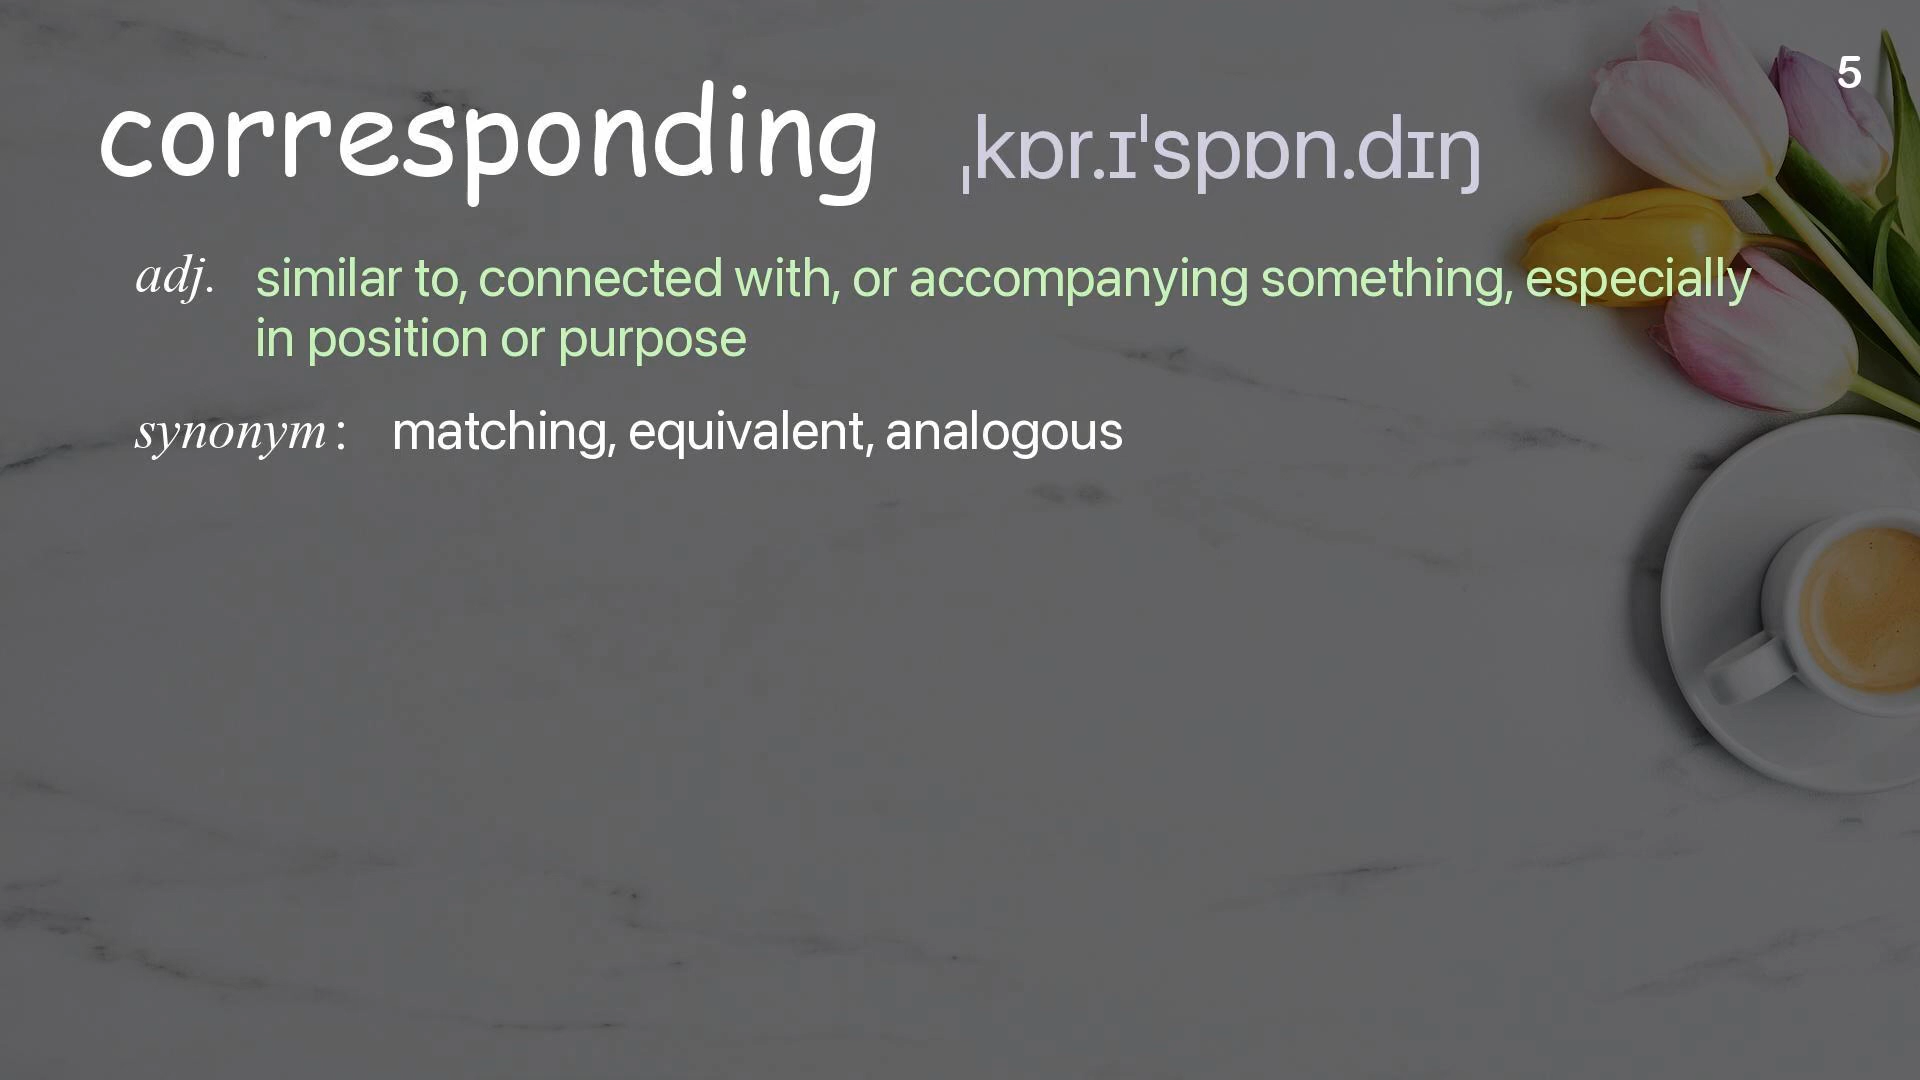 5
corresponding ˌkɒr.ɪˈspɒn.dɪŋ
adj. similar to, connected with, or accompanying something, especially
in position or purpose
synonym: matching, equivalent, analogous